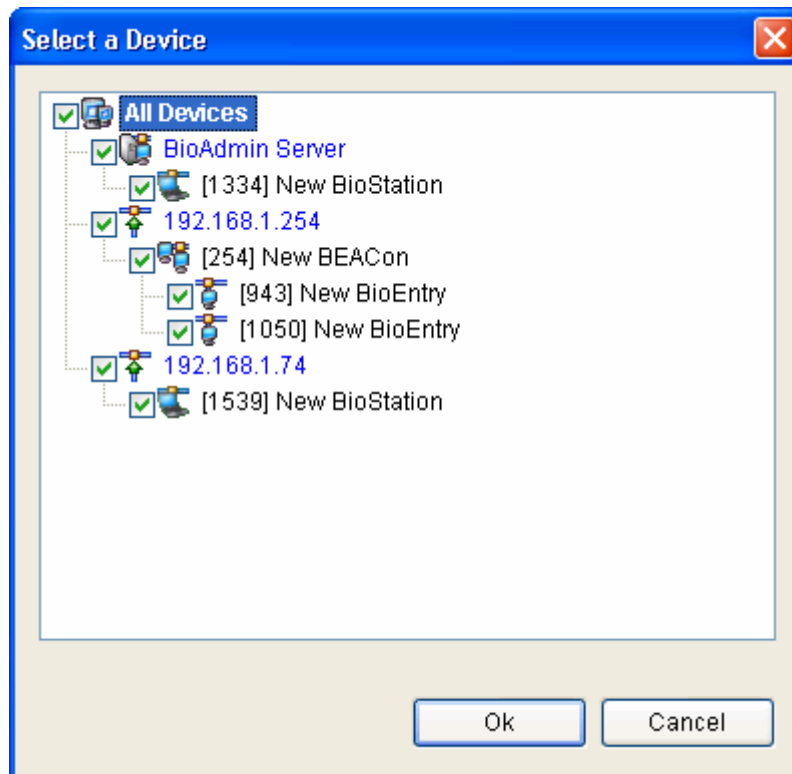 Select a Device
All Devices
BioAdmin Server
[1334] New BioStation
192.168.1.254
[254] New BEACon
[943] New BioEntry
[1050] New BioEntry
192.168.1.74
[1539] New BioStation
Ok Cancel